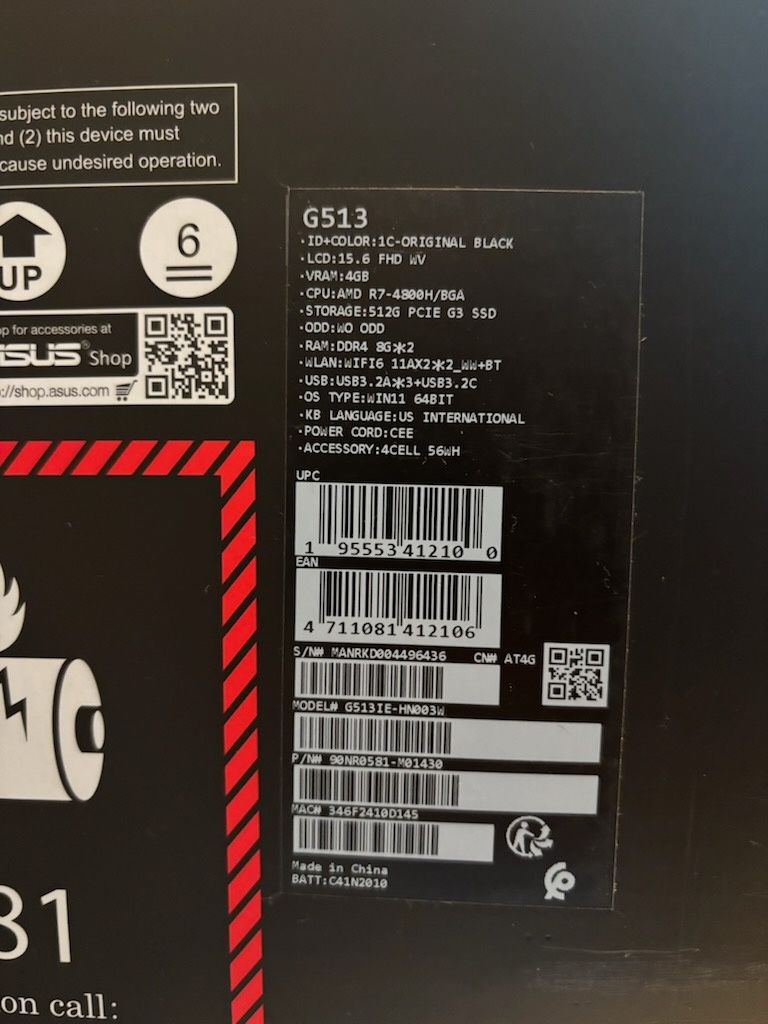 subject to the following two
nd (2) this device must
cause undesired operation.
UP
6
op for accessories at
ASUS® Shop
://shop.asus.com
G513
·ID+COLOR:1C-ORIGINAL BLACK
·LCD:15.6 FHD WV
·VRAM:4GB
·CPU:AMD R7-4800H/BGA
·STORAGE:512G PCIE G3 SSD
·ODD:WO ODD
·RAM:DDR4 8G*2
·WLAN:WIFI6 11AX2*2_WW+BT
·USB:USB3.2A*3+USB3.2C
·OS TYPE:WIN11 64BIT
·KB LANGUAGE:US INTERNATIONAL
·POWER CORD:CEE
·ACCESSORY:4CELL 56WH
UPC
1 95553 41210 0
EAN
4 711081 412106
S/N# MANRKD004496436 CN# AT4G
MODEL# G513IE-HN003W
P/N# 90NR0581-M01430
MAC# 346F2410D145
Made in China
BATT:C41N2010
81
on call: